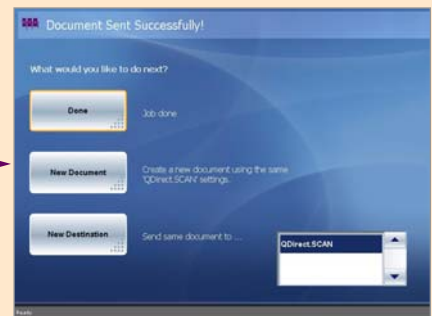 Document Sent Successfully!
What would you like to do next?
Done
Job done
New Document
Create a new document using the same
'QDirect.SCAN' settings.
New Destination
Send same document to ...
QDirect.SCAN
Ready